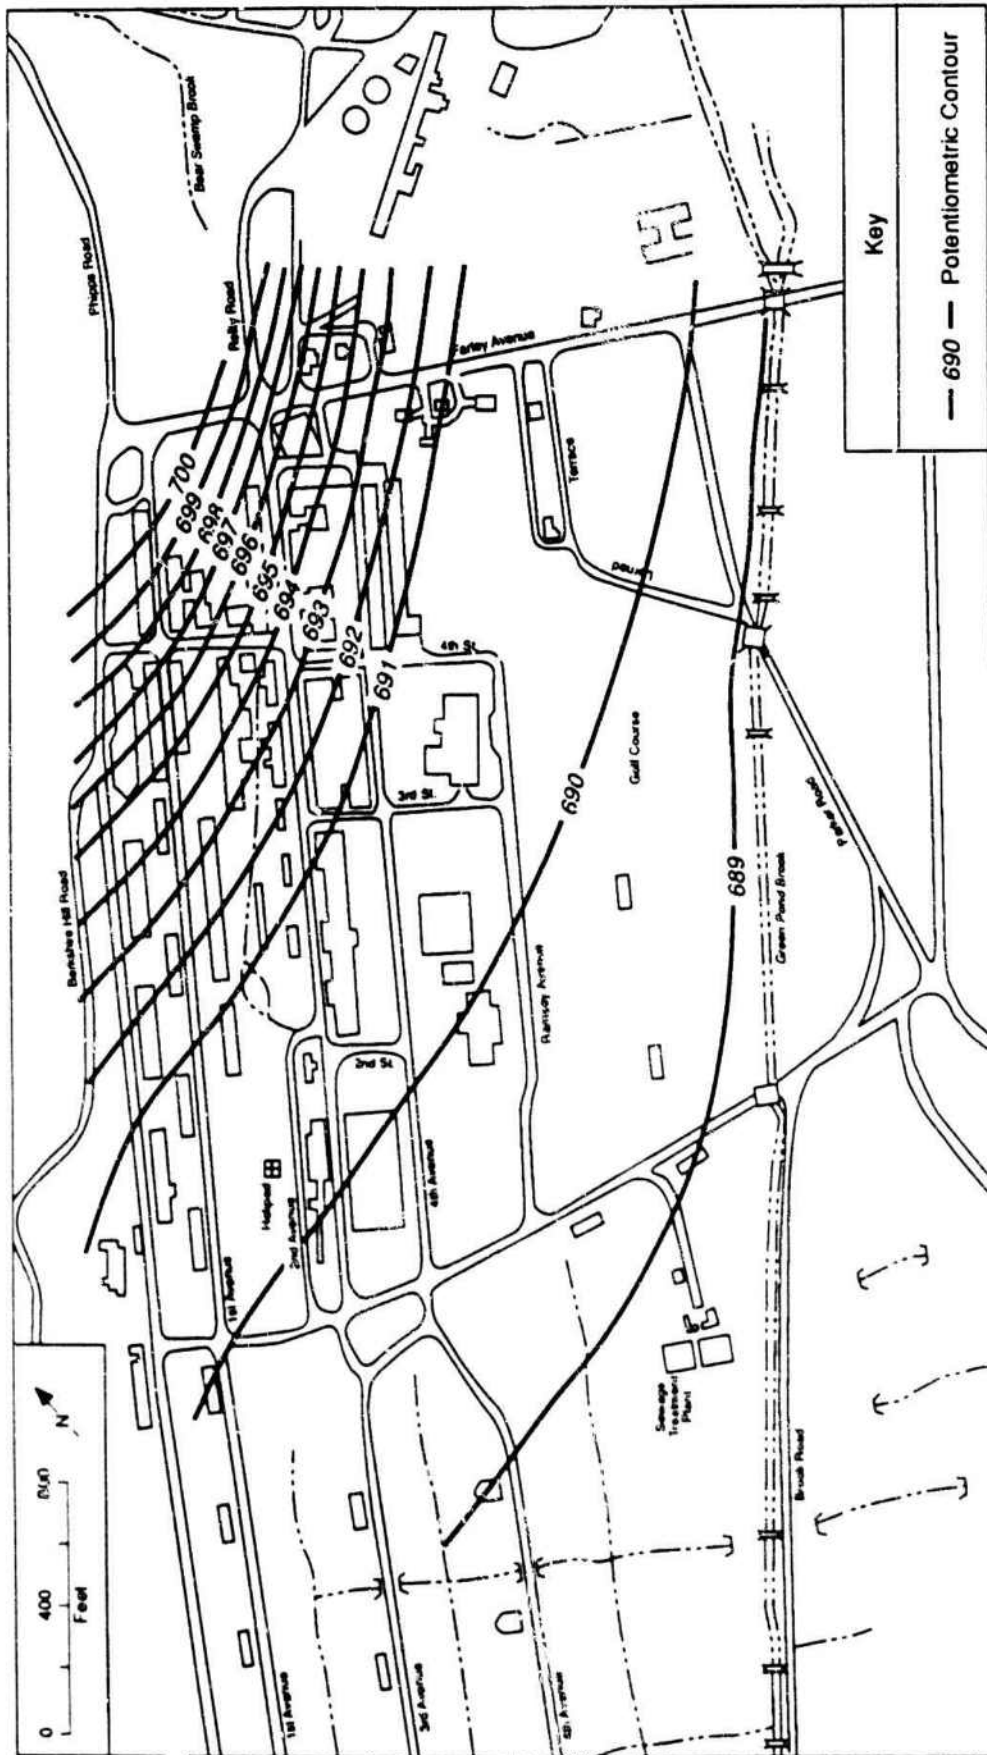 Phipps Road
Bear Swamp Brook
Reilly Road
Farley Avenue
700
699
698
697
696
695
694
693
692
691
690
689
Terrace
4th St.
3rd St.
2nd St.
Golf Course
Parker Road
Green Pond Brook
Berkshire Hill Road
Ramsey Avenue
4th Avenue
Helipad
2nd Avenue
1st Avenue
Sewage
Treatment
Plant
Brook Road
1st Avenue
3rd Avenue
N
0
400
800
Feet
Key
690
Potentiometric Contour